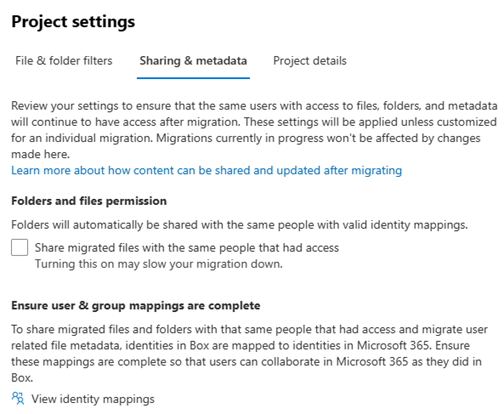 Project settings
File & folder filters
Sharing & metadata
Project details
Review your settings to ensure that the same users with access to files, folders, and metadata
will continue to have access after migration. These settings will be applied unless customized
for an individual migration. Migrations currently in progress won't be affected by changes
made here.
Learn more about how content can be shared and updated after migrating
Folders and files permission
Folders will automatically be shared with the same people with valid identity mappings.
Share migrated files with the same people that had access
Turning this on may slow your migration down.
Ensure user & group mappings are complete
To share migrated files and folders with that same people that had access and migrate user
related file metadata, identities in Box are mapped to identities in Microsoft 365. Ensure
these mappings are complete so that users can collaborate in Microsoft 365 as they did in
Box.
View identity mappings